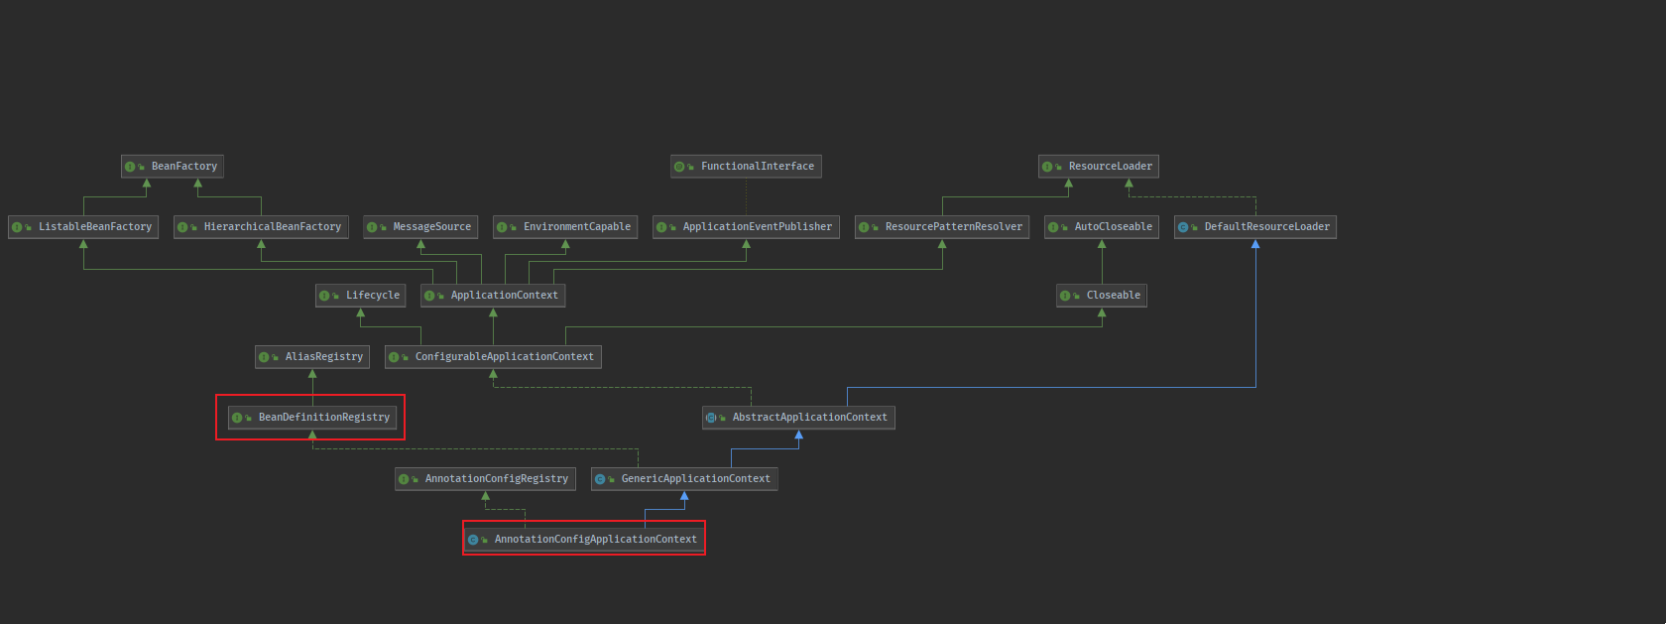 BeanFactory
FunctionalInterface
ResourceLoader
ListableBeanFactory
HierarchicalBeanFactory
MessageSource
EnvironmentCapable
ApplicationEventPublisher
ResourcePatternResolver
AutoCloseable
DefaultResourceLoader
Lifecycle
ApplicationContext
Closeable
AliasRegistry
ConfigurableApplicationContext
BeanDefinitionRegistry
AbstractApplicationContext
AnnotationConfigRegistry
GenericApplicationContext
AnnotationConfigApplicationContext